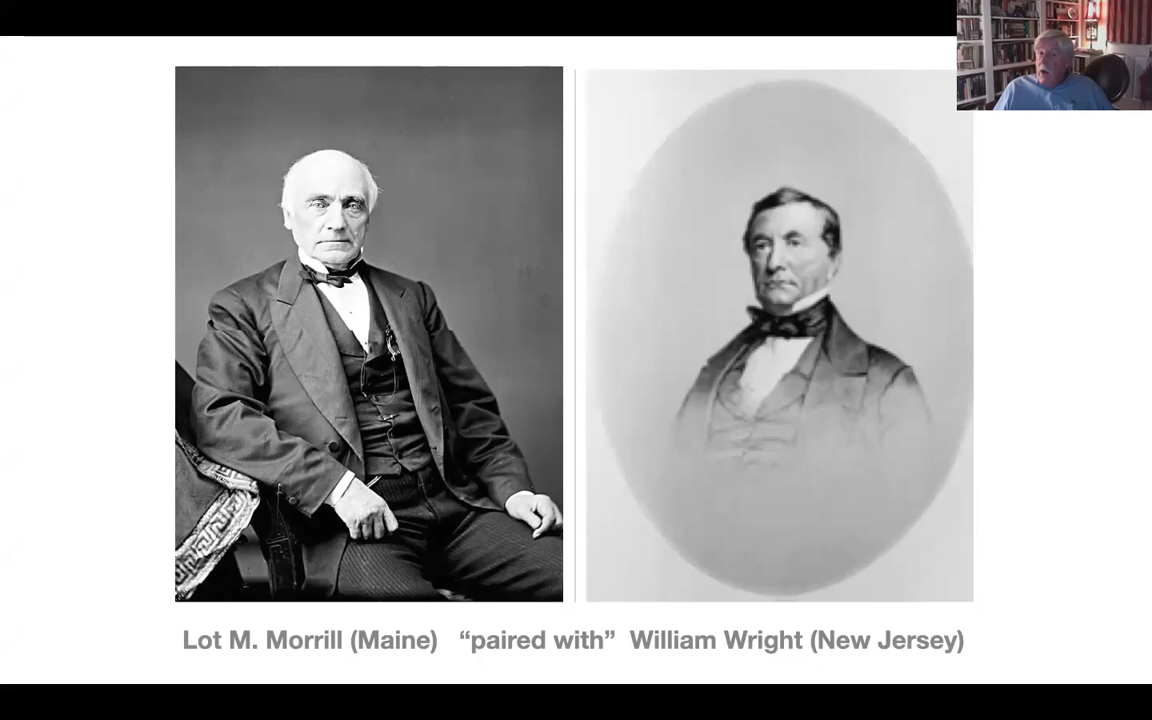 Lot M. Morrill (Maine) “paired with” William Wright (New Jersey)